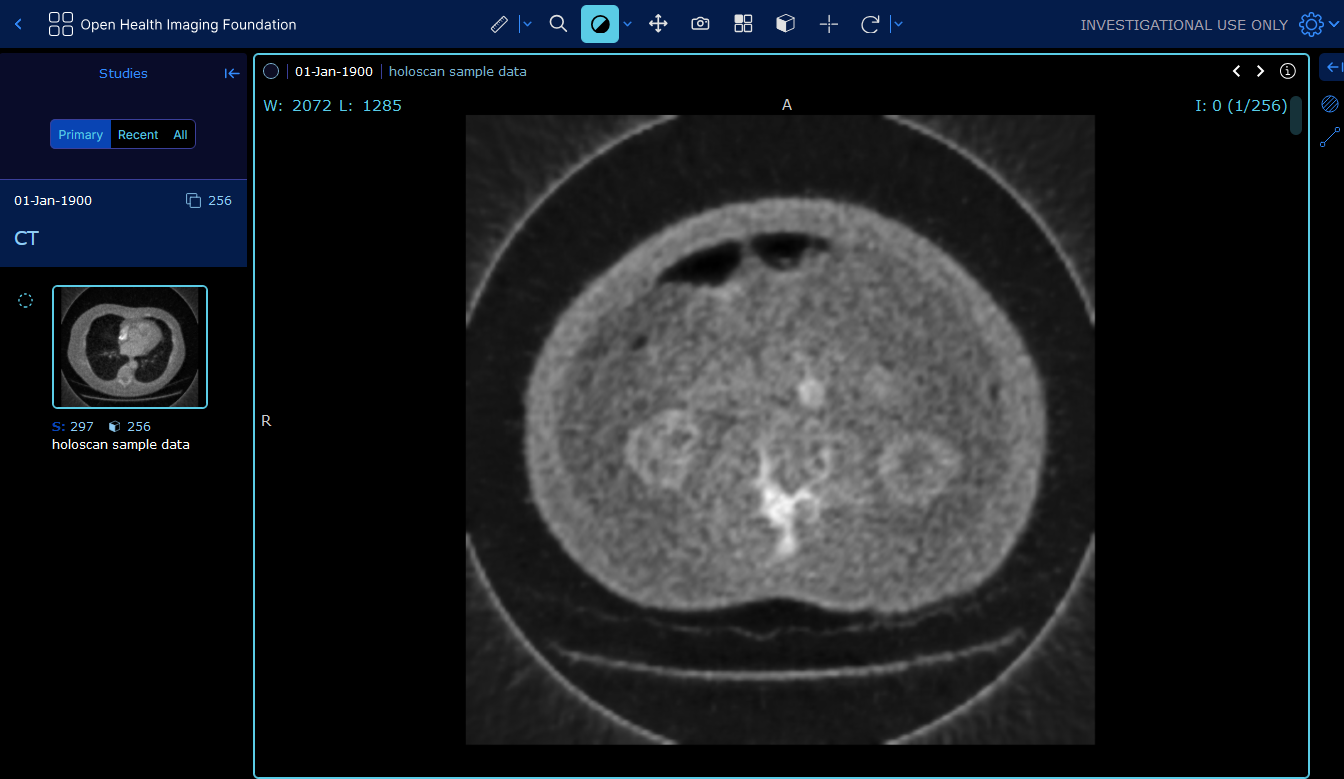 Open Health Imaging Foundation
INVESTIGATIONAL USE ONLY
Studies
Primary Recent All
01-Jan-1900 256
CT
S: 297 256
holoscan sample data
01-Jan-1900 holoscan sample data
W: 2072 L: 1285
A
I: 0 (1/256)
R